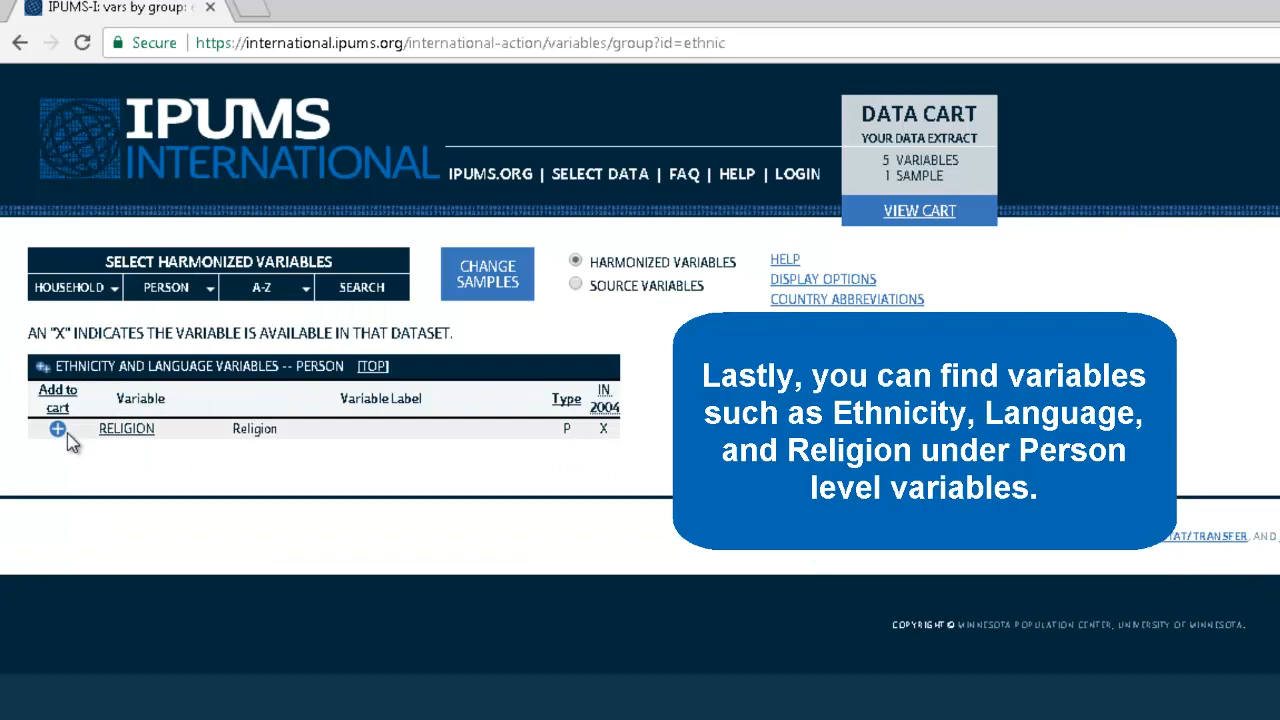 IPUMS-I: vars by group: e
Secure https://international.ipums.org/international-action/variables/group?id=ethnic
IPUMS
INTERNATIONAL
IPUMS.ORG | SELECT DATA | FAQ | HELP | LOGIN
DATA CART
YOUR DATA EXTRACT
5 VARIABLES
1 SAMPLE
VIEW CART
SELECT HARMONIZED VARIABLES
HOUSEHOLD PERSON A-Z SEARCH
CHANGE
SAMPLES
HARMONIZED VARIABLES
SOURCE VARIABLES
HELP
DISPLAY OPTIONS
COUNTRY ABBREVIATIONS
AN "X" INDICATES THE VARIABLE IS AVAILABLE IN THAT DATASET.
ETHNICITY AND LANGUAGE VARIABLES -- PERSON [TOP]
Add to
cart
Variable
Variable Label
Type
IN
2004
RELIGION Religion P X
Lastly, you can find variables
such as Ethnicity, Language,
and Religion under Person
level variables.
TAT/TRANSFER, AND
COPYRIGHT © MINNESOTA POPULATION CENTER, UNIVERSITY OF MINNESOTA.